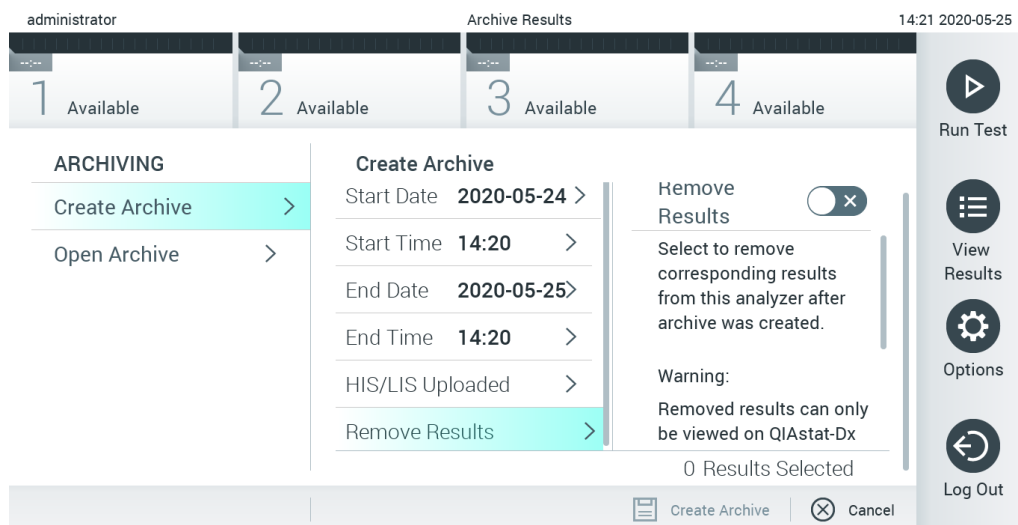 administrator
Archive Results
14:21 2020-05-25
--:--
1 Available
--:--
2 Available
--:--
3 Available
--:--
4 Available
ARCHIVING
Create Archive
Open Archive
Create Archive
Start Date 2020-05-24
Start Time 14:20
End Date 2020-05-25
End Time 14:20
HIS/LIS Uploaded
Remove Results
Remove
Results
Select to remove
corresponding results
from this analyzer after
archive was created.
Warning:
Removed results can only
be viewed on QIAstat-Dx
0 Results Selected
Create Archive
Cancel
Run Test
View
Results
Options
Log Out